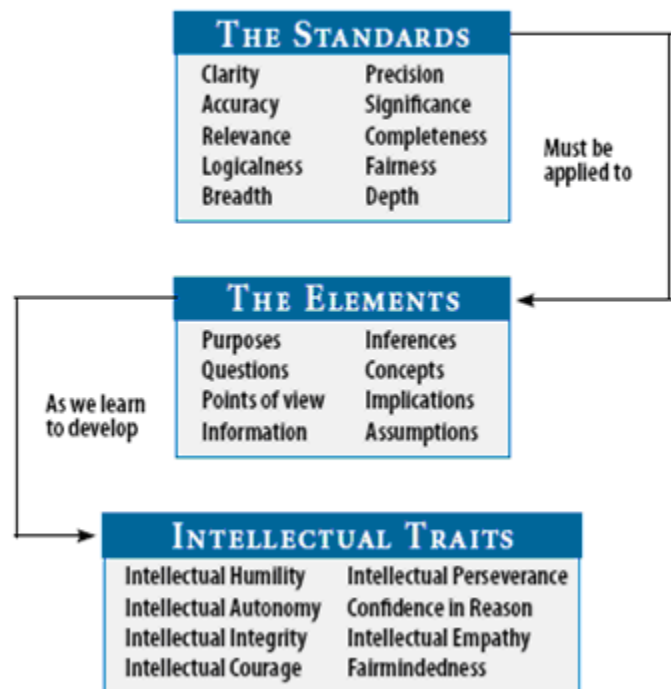 THE STANDARDS
Clarity Precision
Accuracy Significance
Relevance Completeness
Logicalness Fairness
Breadth Depth
Must be
applied to
THE ELEMENTS
Purposes Inferences
Questions Concepts
Points of view Implications
Information Assumptions
As we learn
to develop
INTELLECTUAL TRAITS
Intellectual Humility Intellectual Perseverance
Intellectual Autonomy Confidence in Reason
Intellectual Integrity Intellectual Empathy
Intellectual Courage Fairmindedness